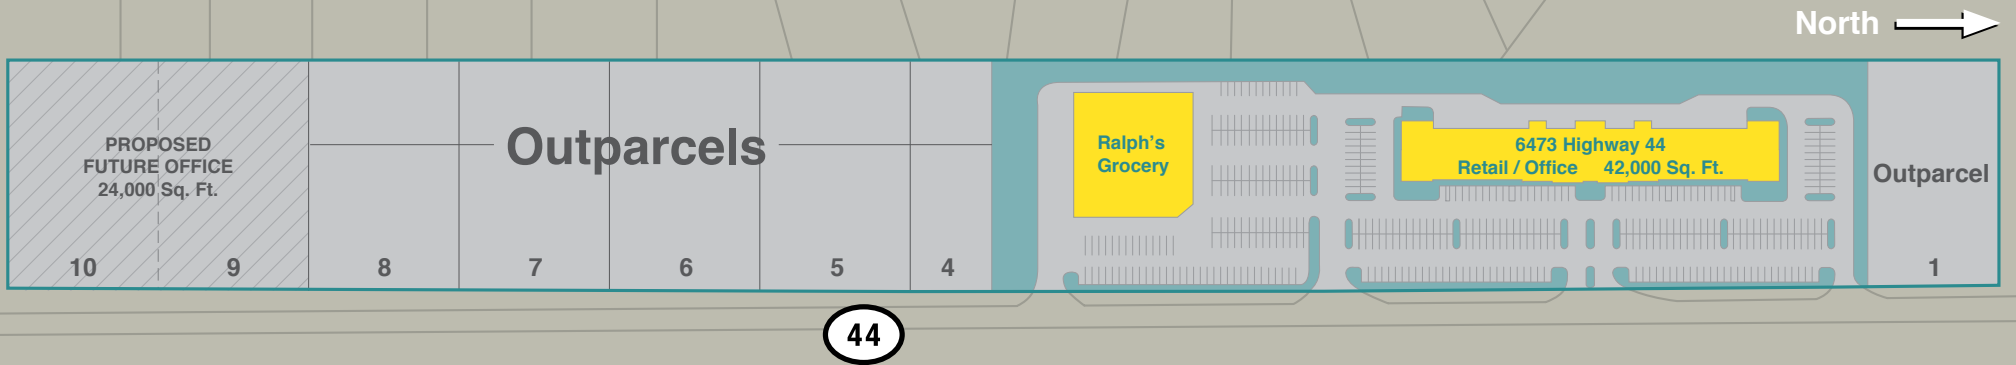 North
PROPOSED
FUTURE OFFICE
24,000 Sq. Ft.
Outparcels
Ralph's
Grocery
6473 Highway 44
Retail / Office 42,000 Sq. Ft.
Outparcel
10
9
8
7
6
5
4
1
44